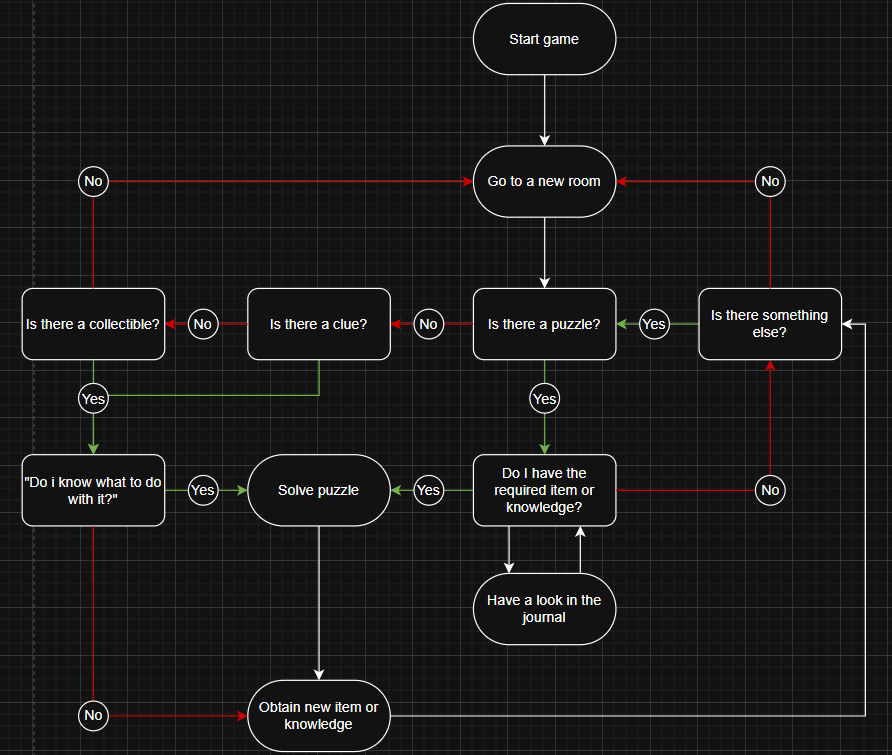 Start game
No
Go to a new room
No
Is there a collectible?
No
Is there a clue?
No
Is there a puzzle?
Yes
Is there something
else?
Yes
Yes
"Do i know what to do
with it?"
Yes
Solve puzzle
Yes
Do I have the
required item or
knowledge?
No
Have a look in the
journal
No
Obtain new item or
knowledge